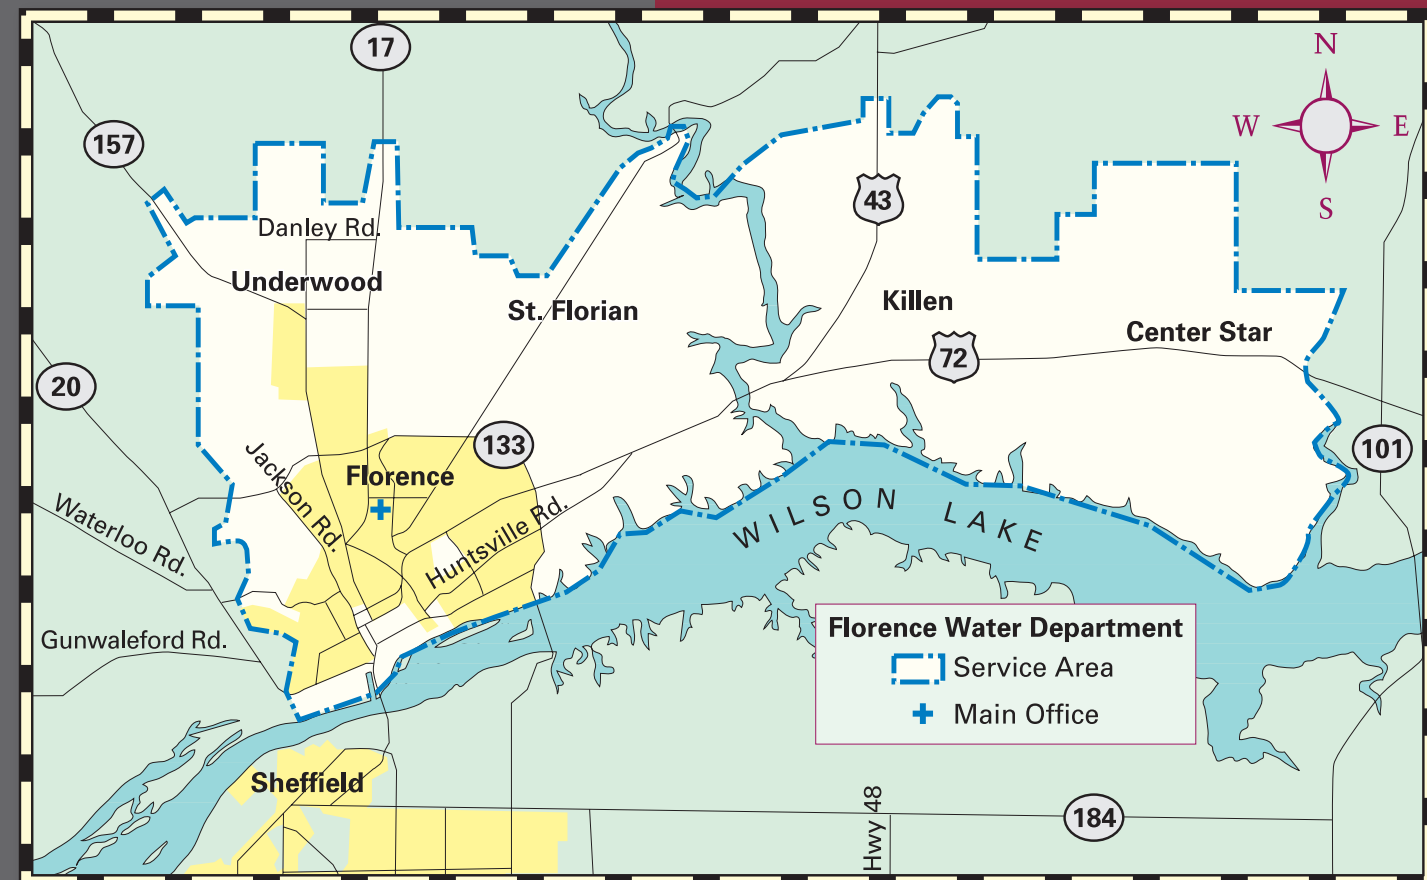 17
N
W
E
S
157
43
Danley Rd.
Underwood
St. Florian
Killen
Center Star
72
20
133
101
Jackson Rd.
Florence
Waterloo Rd.
Huntsville Rd.
WILSON LAKE
Gunwaleford Rd.
Florence Water Department
Service Area
Main Office
Sheffield
Hwy 48
184